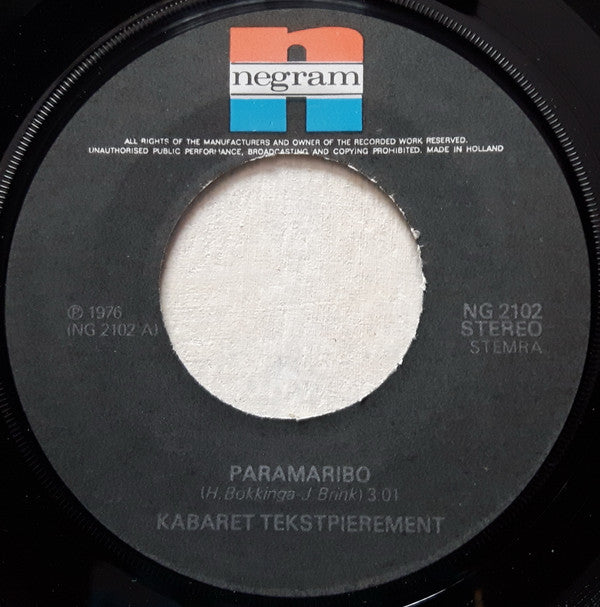 negram
ALL RIGHTS OF THE MANUFACTURERS AND OWNER OF THE RECORDED WORK RESERVED.
UNAUTHORISED PUBLIC PERFORMANCE, BROADCASTING AND COPYING PROHIBITED. MADE IN HOLLAND
℗ 1976
(NG 2102 A)
NG 2102
STEREO
STEMRA
PARAMARIBO
(H. Bokkinga-J. Brink) 3.01
KABARET TEKSTPIEREMENT